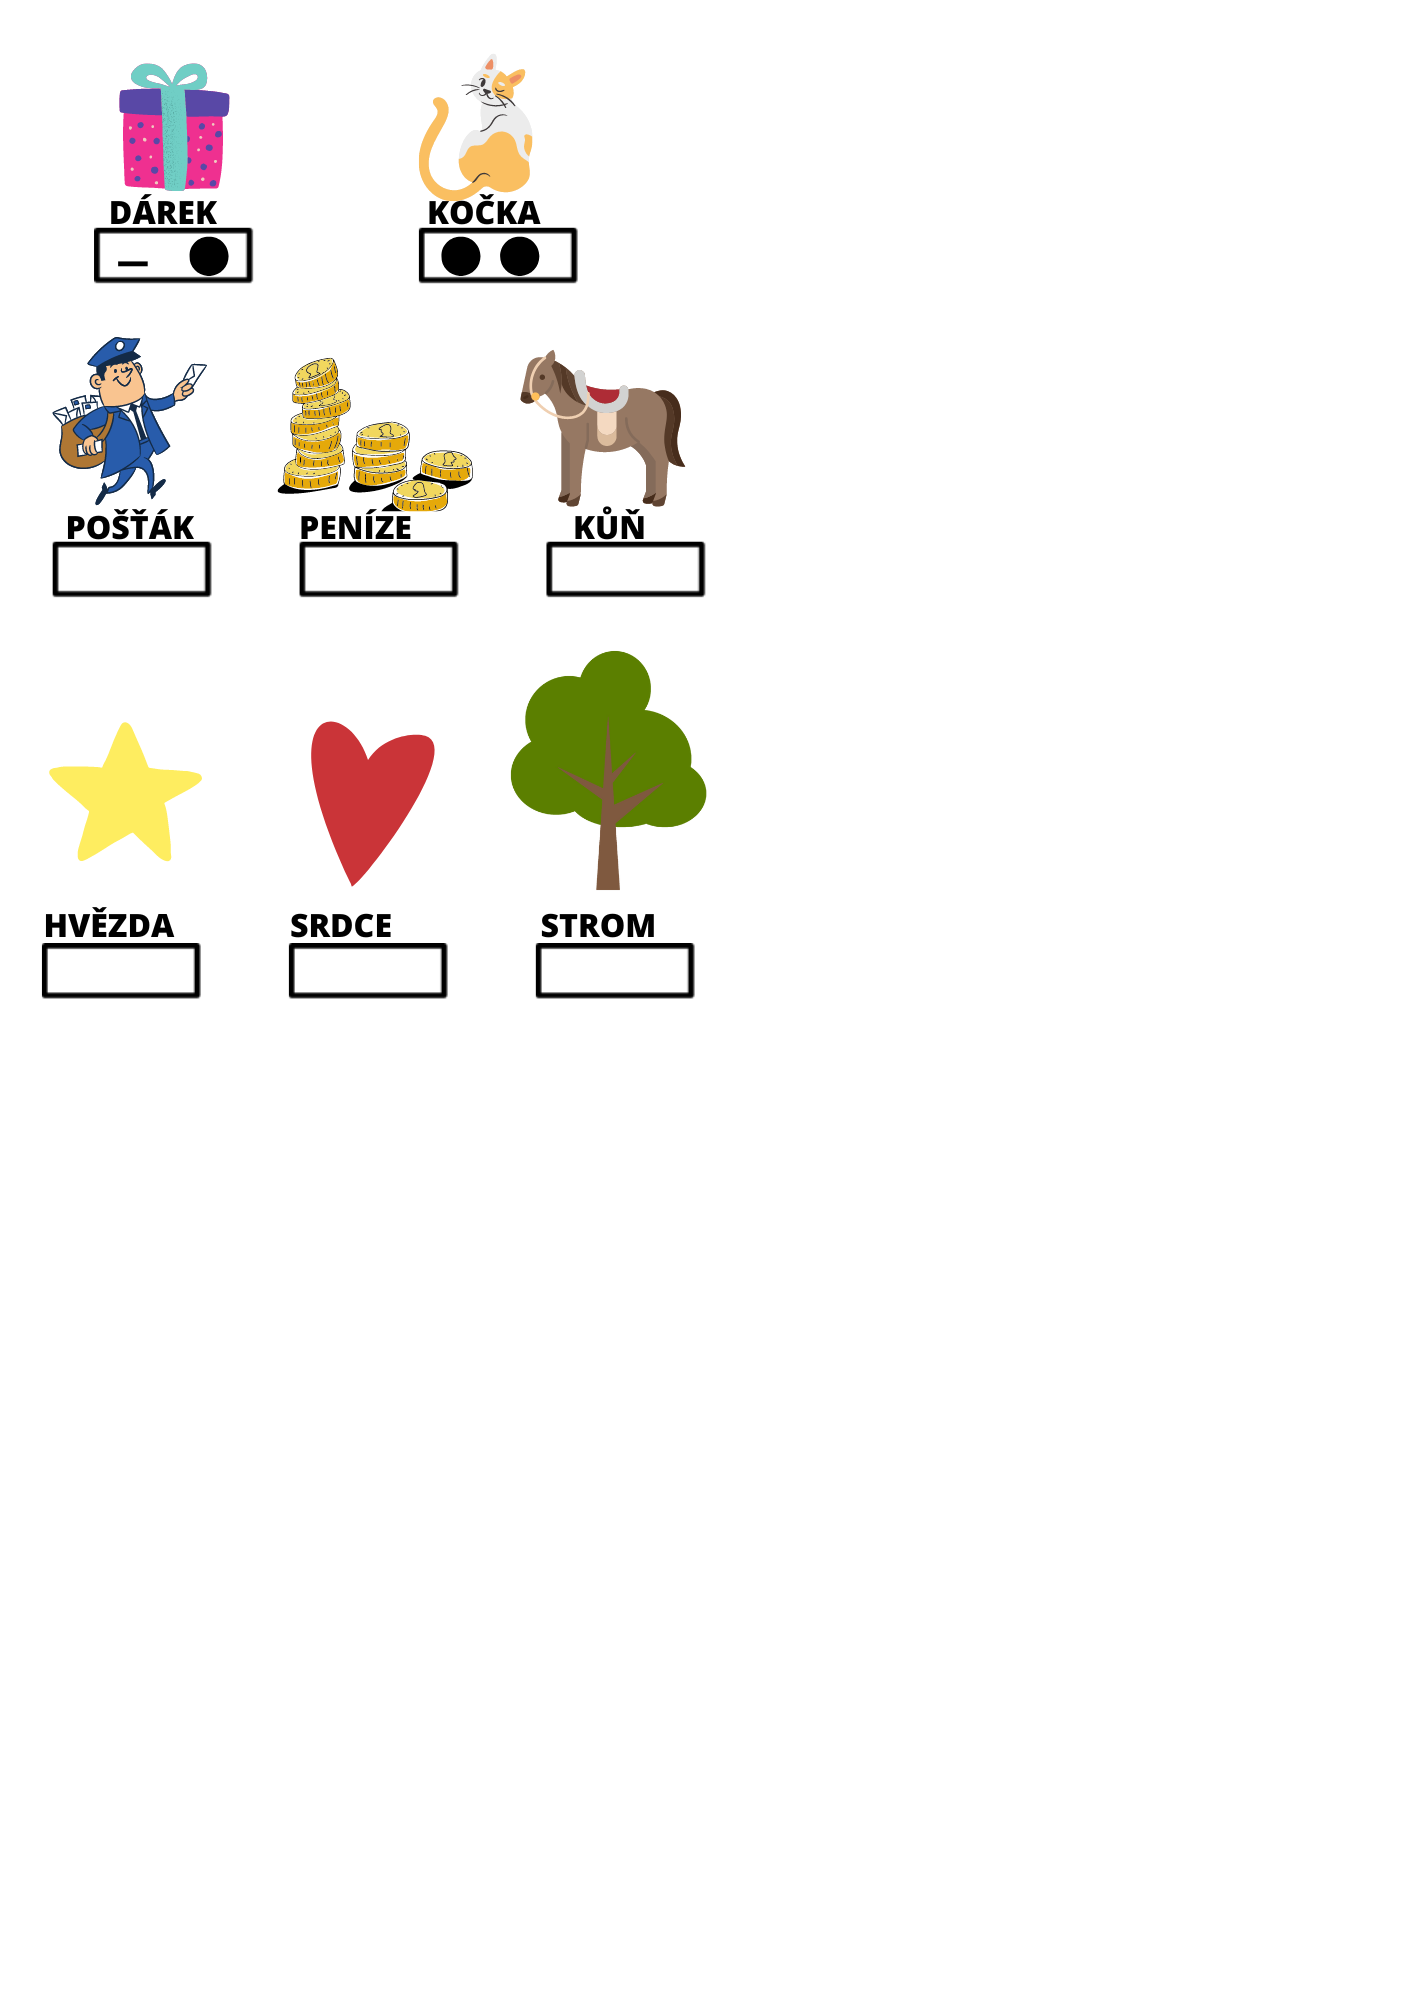 DÁREK KOČKA
POŠŤÁK PENÍZE KŮŇ
HVĚZDA SRDCE STROM